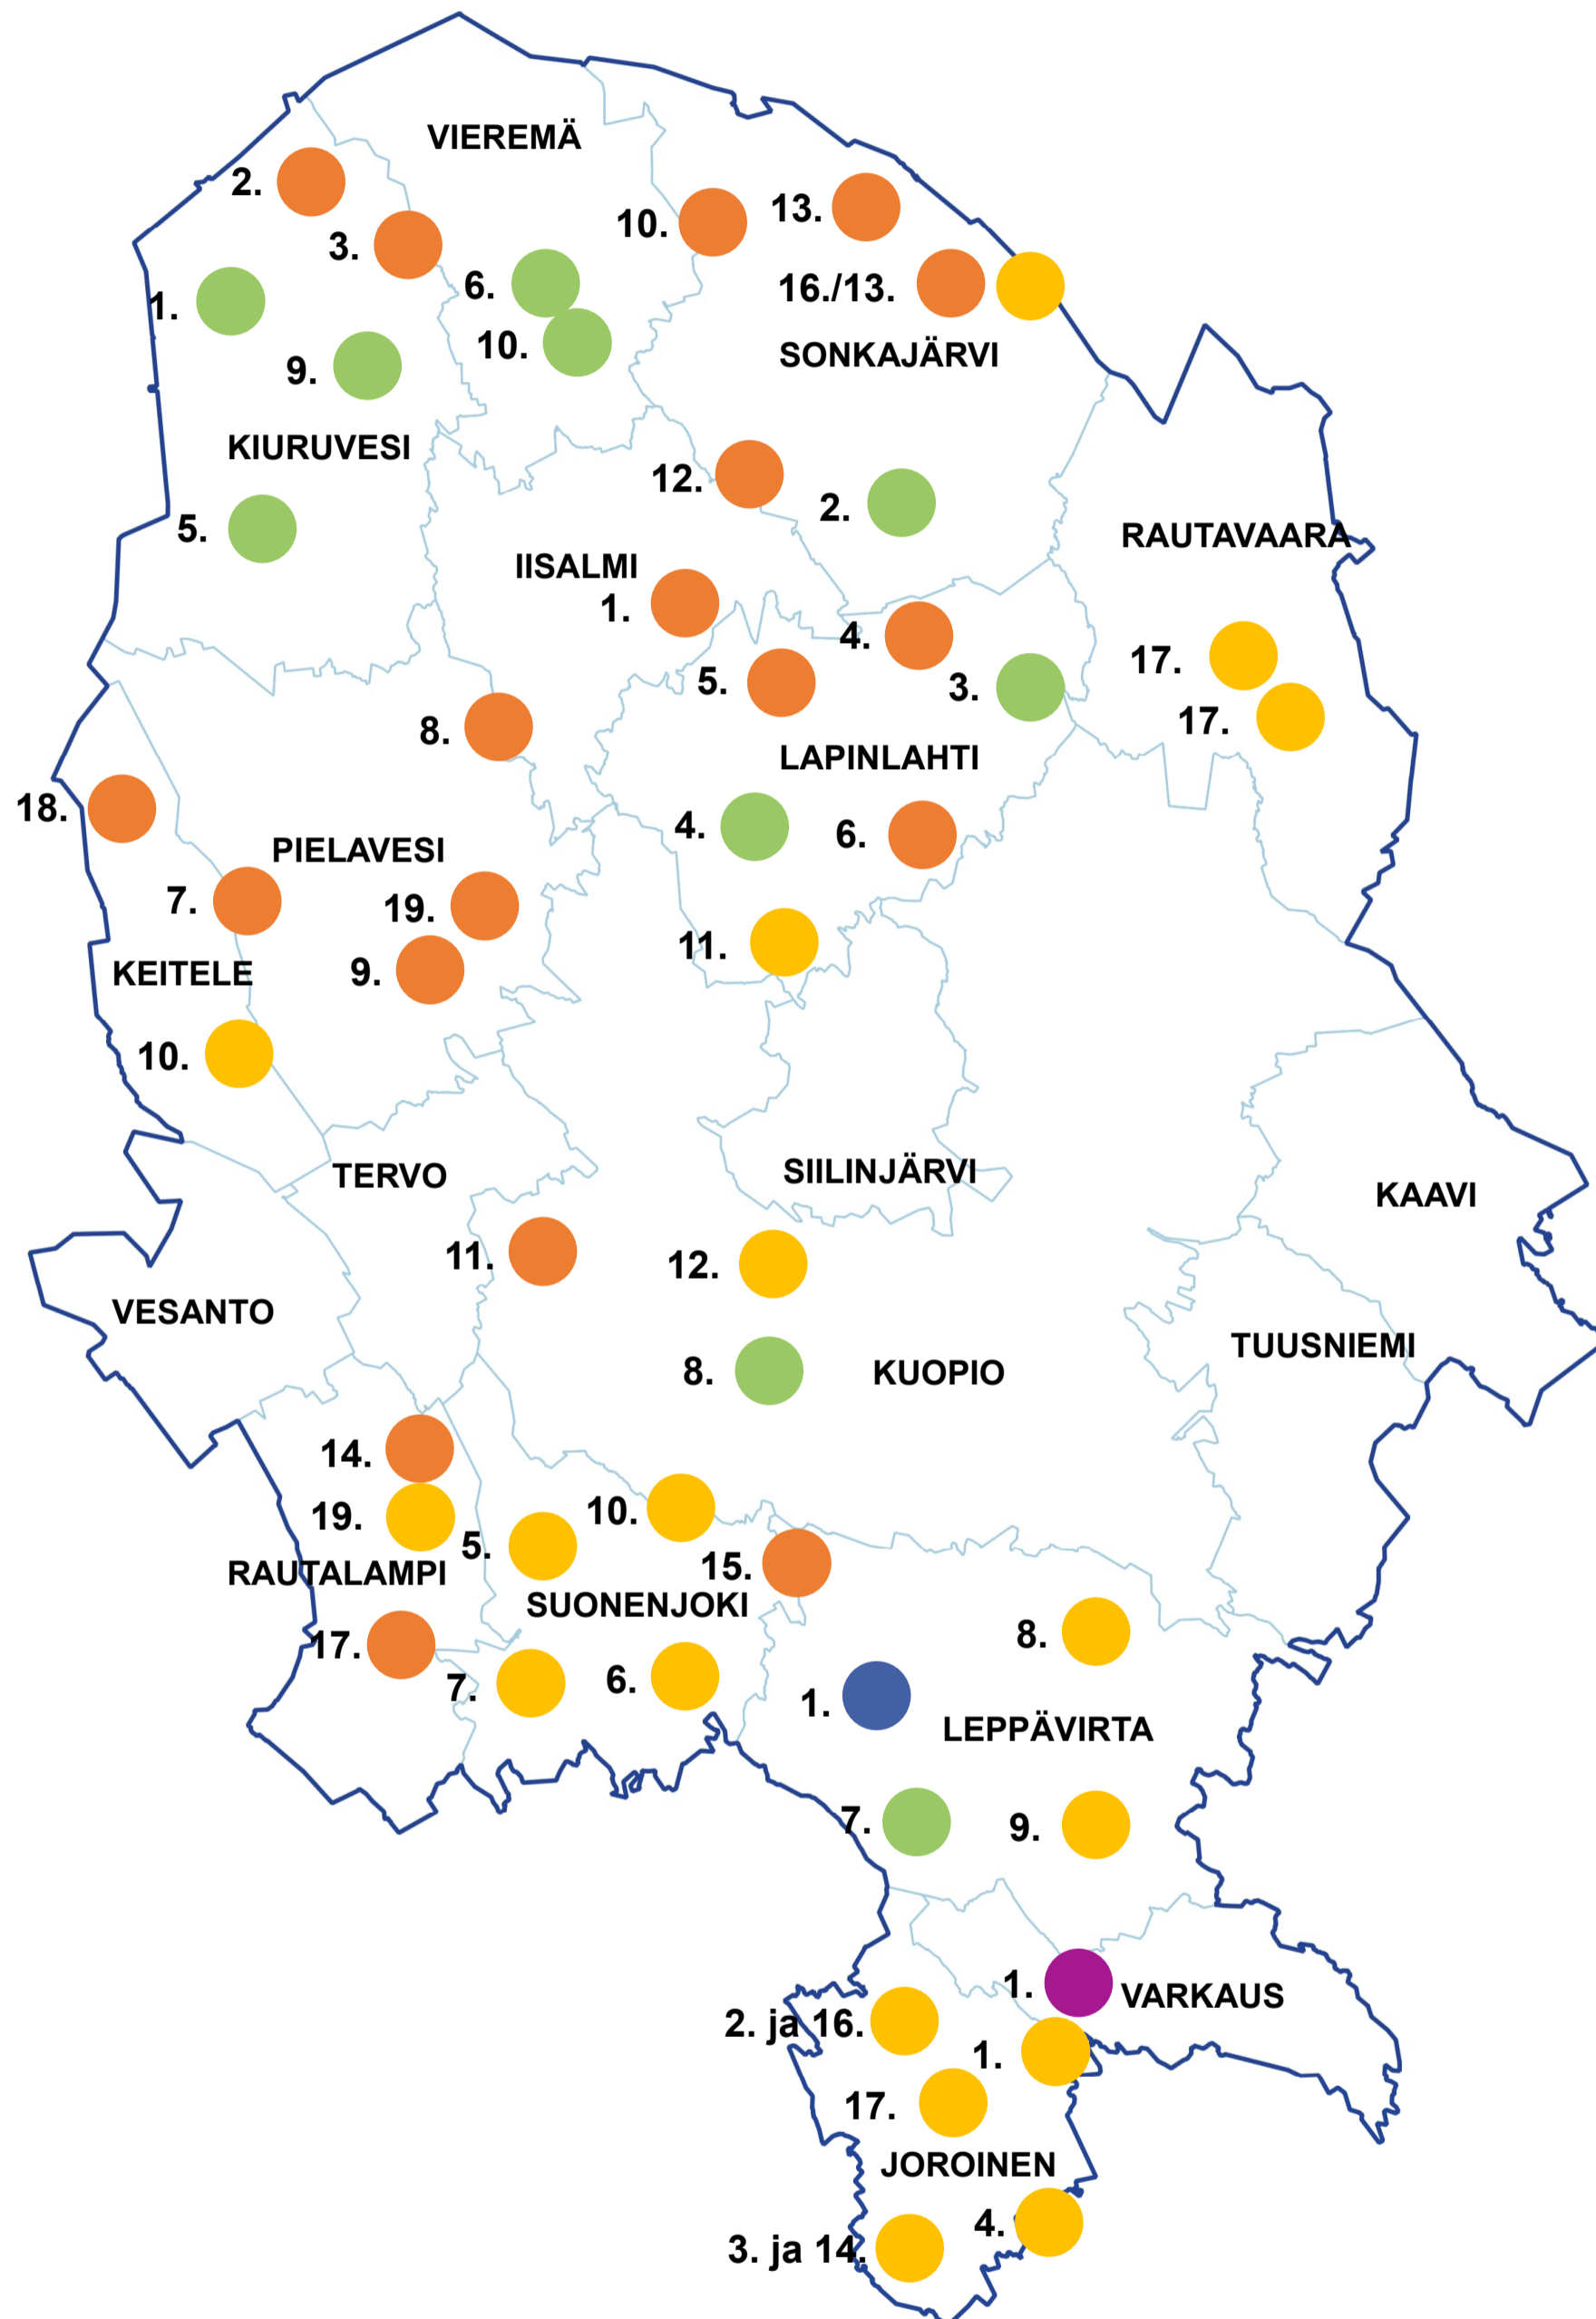 VIEREMÄ
2.
13.
10.
3.
6.
16./13.
1.
10.
SONKAJÄRVI
9.
KIURUVESI
12.
2.
5.
RAUTAVAARA
IISALMI
1.
4.
17.
5.
3.
17.
8.
LAPINLAHTI
18.
4.
6.
PIELAVESI
7.
19.
11.
KEITELE
9.
10.
SIILINJÄRVI
TERVO
KAAVI
11.
12.
VESANTO
TUUSNIEMI
8.
KUOPIO
14.
19.
10.
5.
15.
RAUTALAMPI
SUONENJOKI
8.
17.
6.
7.
1.
LEPPÄVIRTA
7.
9.
1.
VARKAUS
2. ja 16.
1.
17.
JOROINEN
4.
3. ja 14.